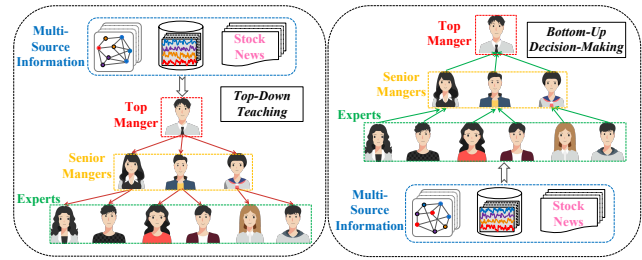 Multi-
Source
Information
Stock
News
Top
Manger
Top-Down
Teaching
Senior
Mangers
Experts
Top
Manger
Bottom-Up
Decision-Making
Senior
Mangers
Experts
Multi-
Source
Information
Stock
News